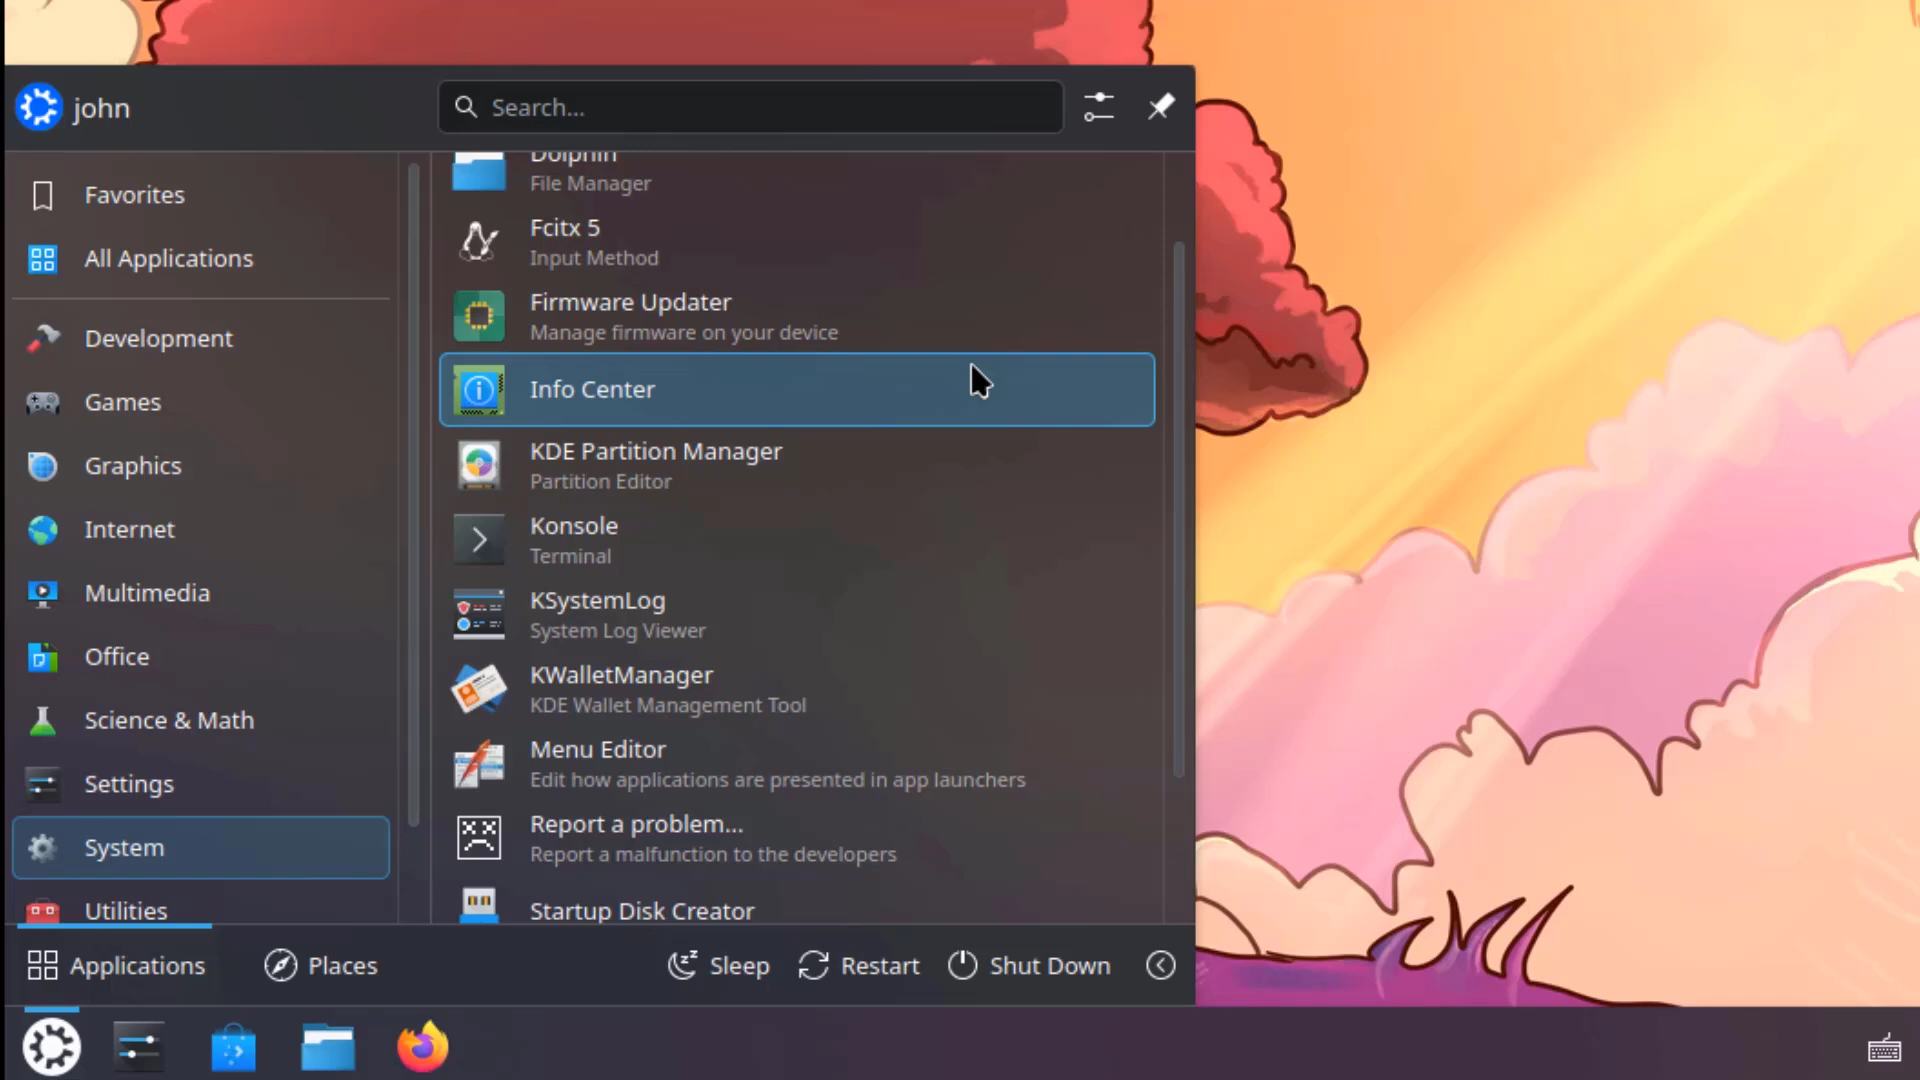 john
Search...
Favorites
All Applications
Development
Games
Graphics
Internet
Multimedia
Office
Science & Math
Settings
System
Utilities
Dolphin
File Manager
Fcitx 5
Input Method
Firmware Updater
Manage firmware on your device
Info Center
KDE Partition Manager
Partition Editor
Konsole
Terminal
KSystemLog
System Log Viewer
KWalletManager
KDE Wallet Management Tool
Menu Editor
Edit how applications are presented in app launchers
Report a problem...
Report a malfunction to the developers
Startup Disk Creator
Applications
Places
Sleep
Restart
Shut Down